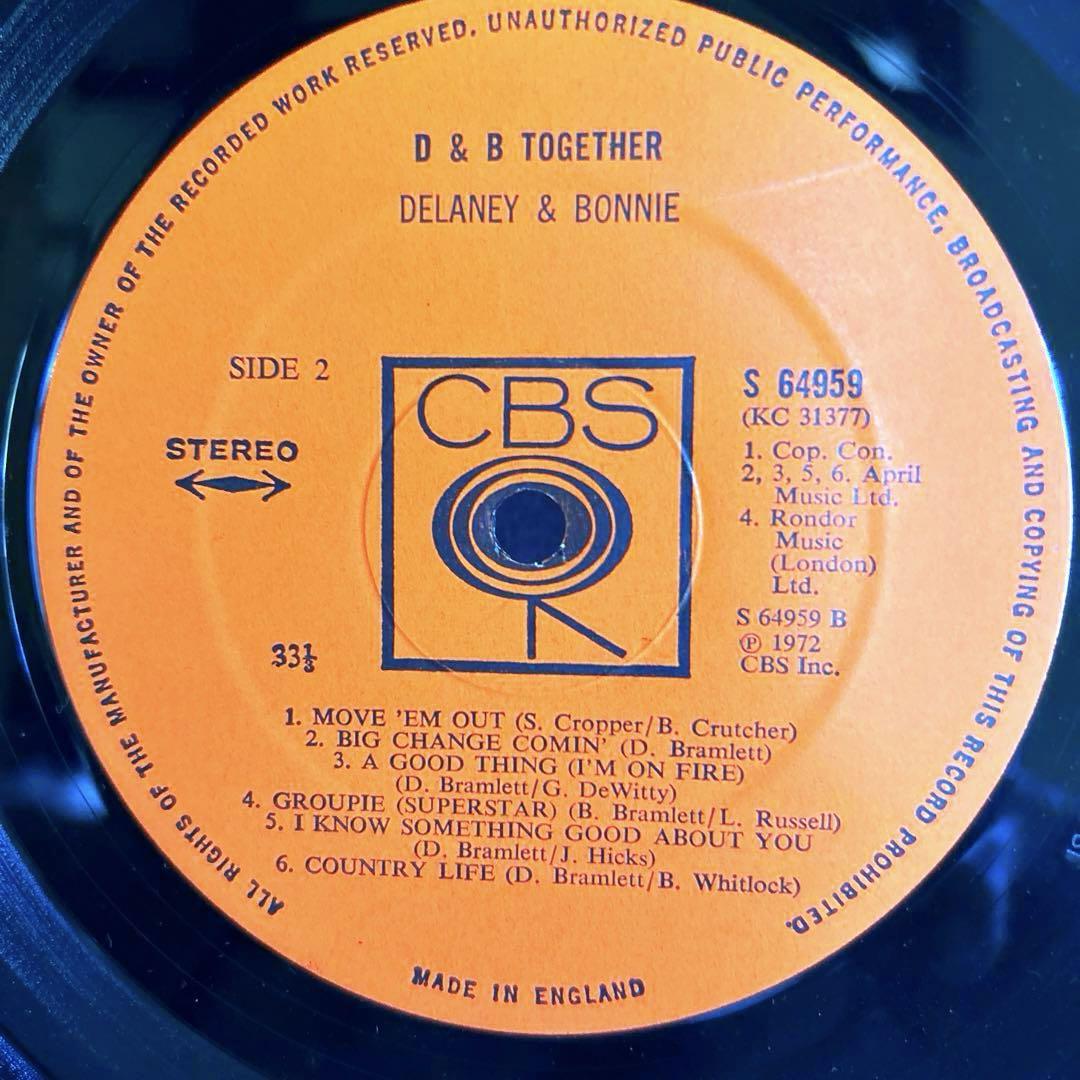 ALL RIGHTS OF THE MANUFACTURER AND OF THE OWNER OF THE RECORDED WORK RESERVED. UNAUTHORIZED PUBLIC PERFORMANCE, BROADCASTING AND COPYING OF THIS RECORD PROHIBITED.
D & B TOGETHER
DELANEY & BONNIE
SIDE 2
STEREO
33⅓
CBS
S 64959
(KC 31377)
1. Cop. Con.
2, 3, 5, 6. April
Music Ltd.
4. Rondor
Music
(London)
Ltd.
S 64959 B
℗ 1972
CBS Inc.
1. MOVE 'EM OUT (S. Cropper/B. Crutcher)
2. BIG CHANGE COMIN' (D. Bramlett)
3. A GOOD THING (I'M ON FIRE)
(D. Bramlett/G. DeWitty)
4. GROUPIE (SUPERSTAR) (B. Bramlett/L. Russell)
5. I KNOW SOMETHING GOOD ABOUT YOU
(D. Bramlett/J. Hicks)
6. COUNTRY LIFE (D. Bramlett/B. Whitlock)
MADE IN ENGLAND